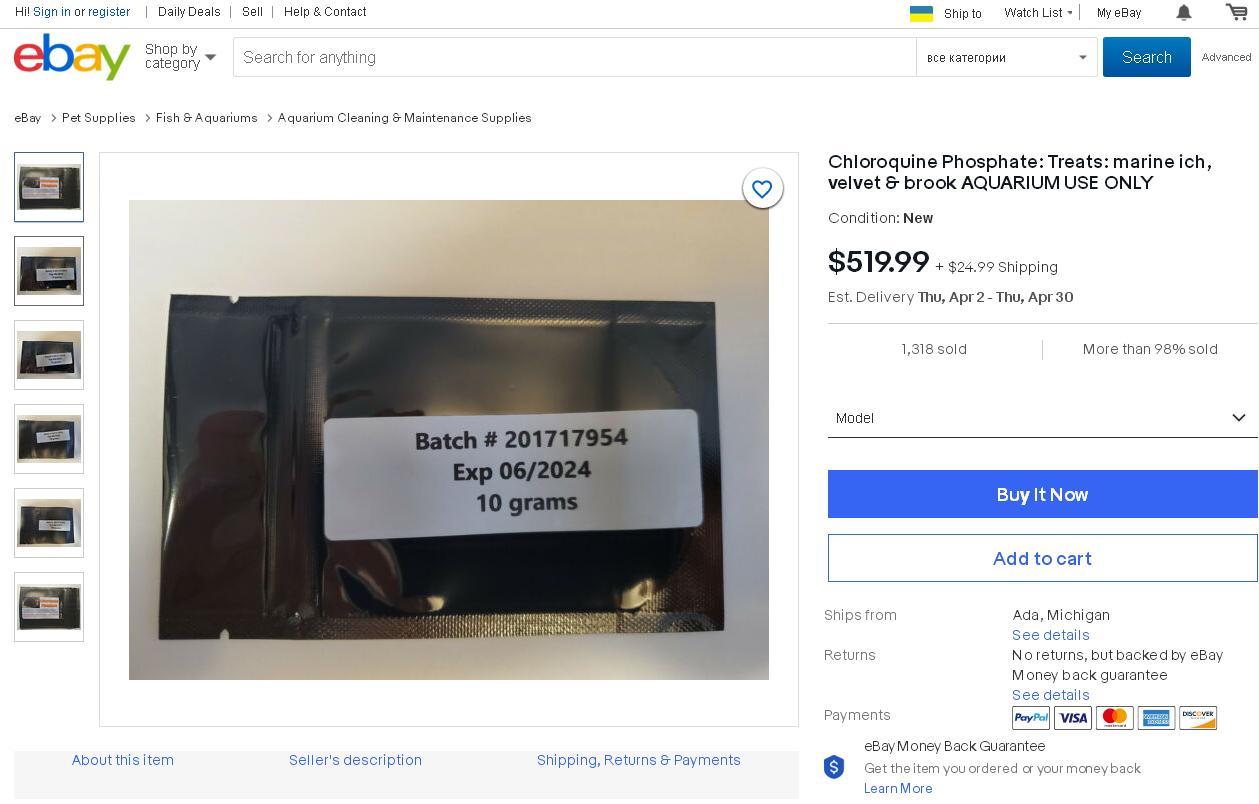 Hi! Sign in or register
Daily Deals
Sell
Help & Contact
Ship to
Watch List
My eBay
ebay
Shop by
category
Search for anything
все категории
Search
Advanced
eBay > Pet Supplies > Fish & Aquariums > Aquarium Cleaning & Maintenance Supplies
Batch # 201717954
Exp 06/2024
10 grams
Chloroquine Phosphate: Treats: marine ich,
velvet & brook AQUARIUM USE ONLY
Condition: New
$519.99 + $24.99 Shipping
Est. Delivery Thu, Apr 2 - Thu, Apr 30
1,318 sold
More than 98% sold
Model
Buy It Now
Add to cart
Ships from
Ada, Michigan
See details
Returns
No returns, but backed by eBay
Money back guarantee
See details
Payments
PayPal
VISA
mastercard
AMERICAN EXPRESS
DISCOVER
eBay Money Back Guarantee
Get the item you ordered or your money back
Learn More
About this item
Seller's description
Shipping, Returns & Payments